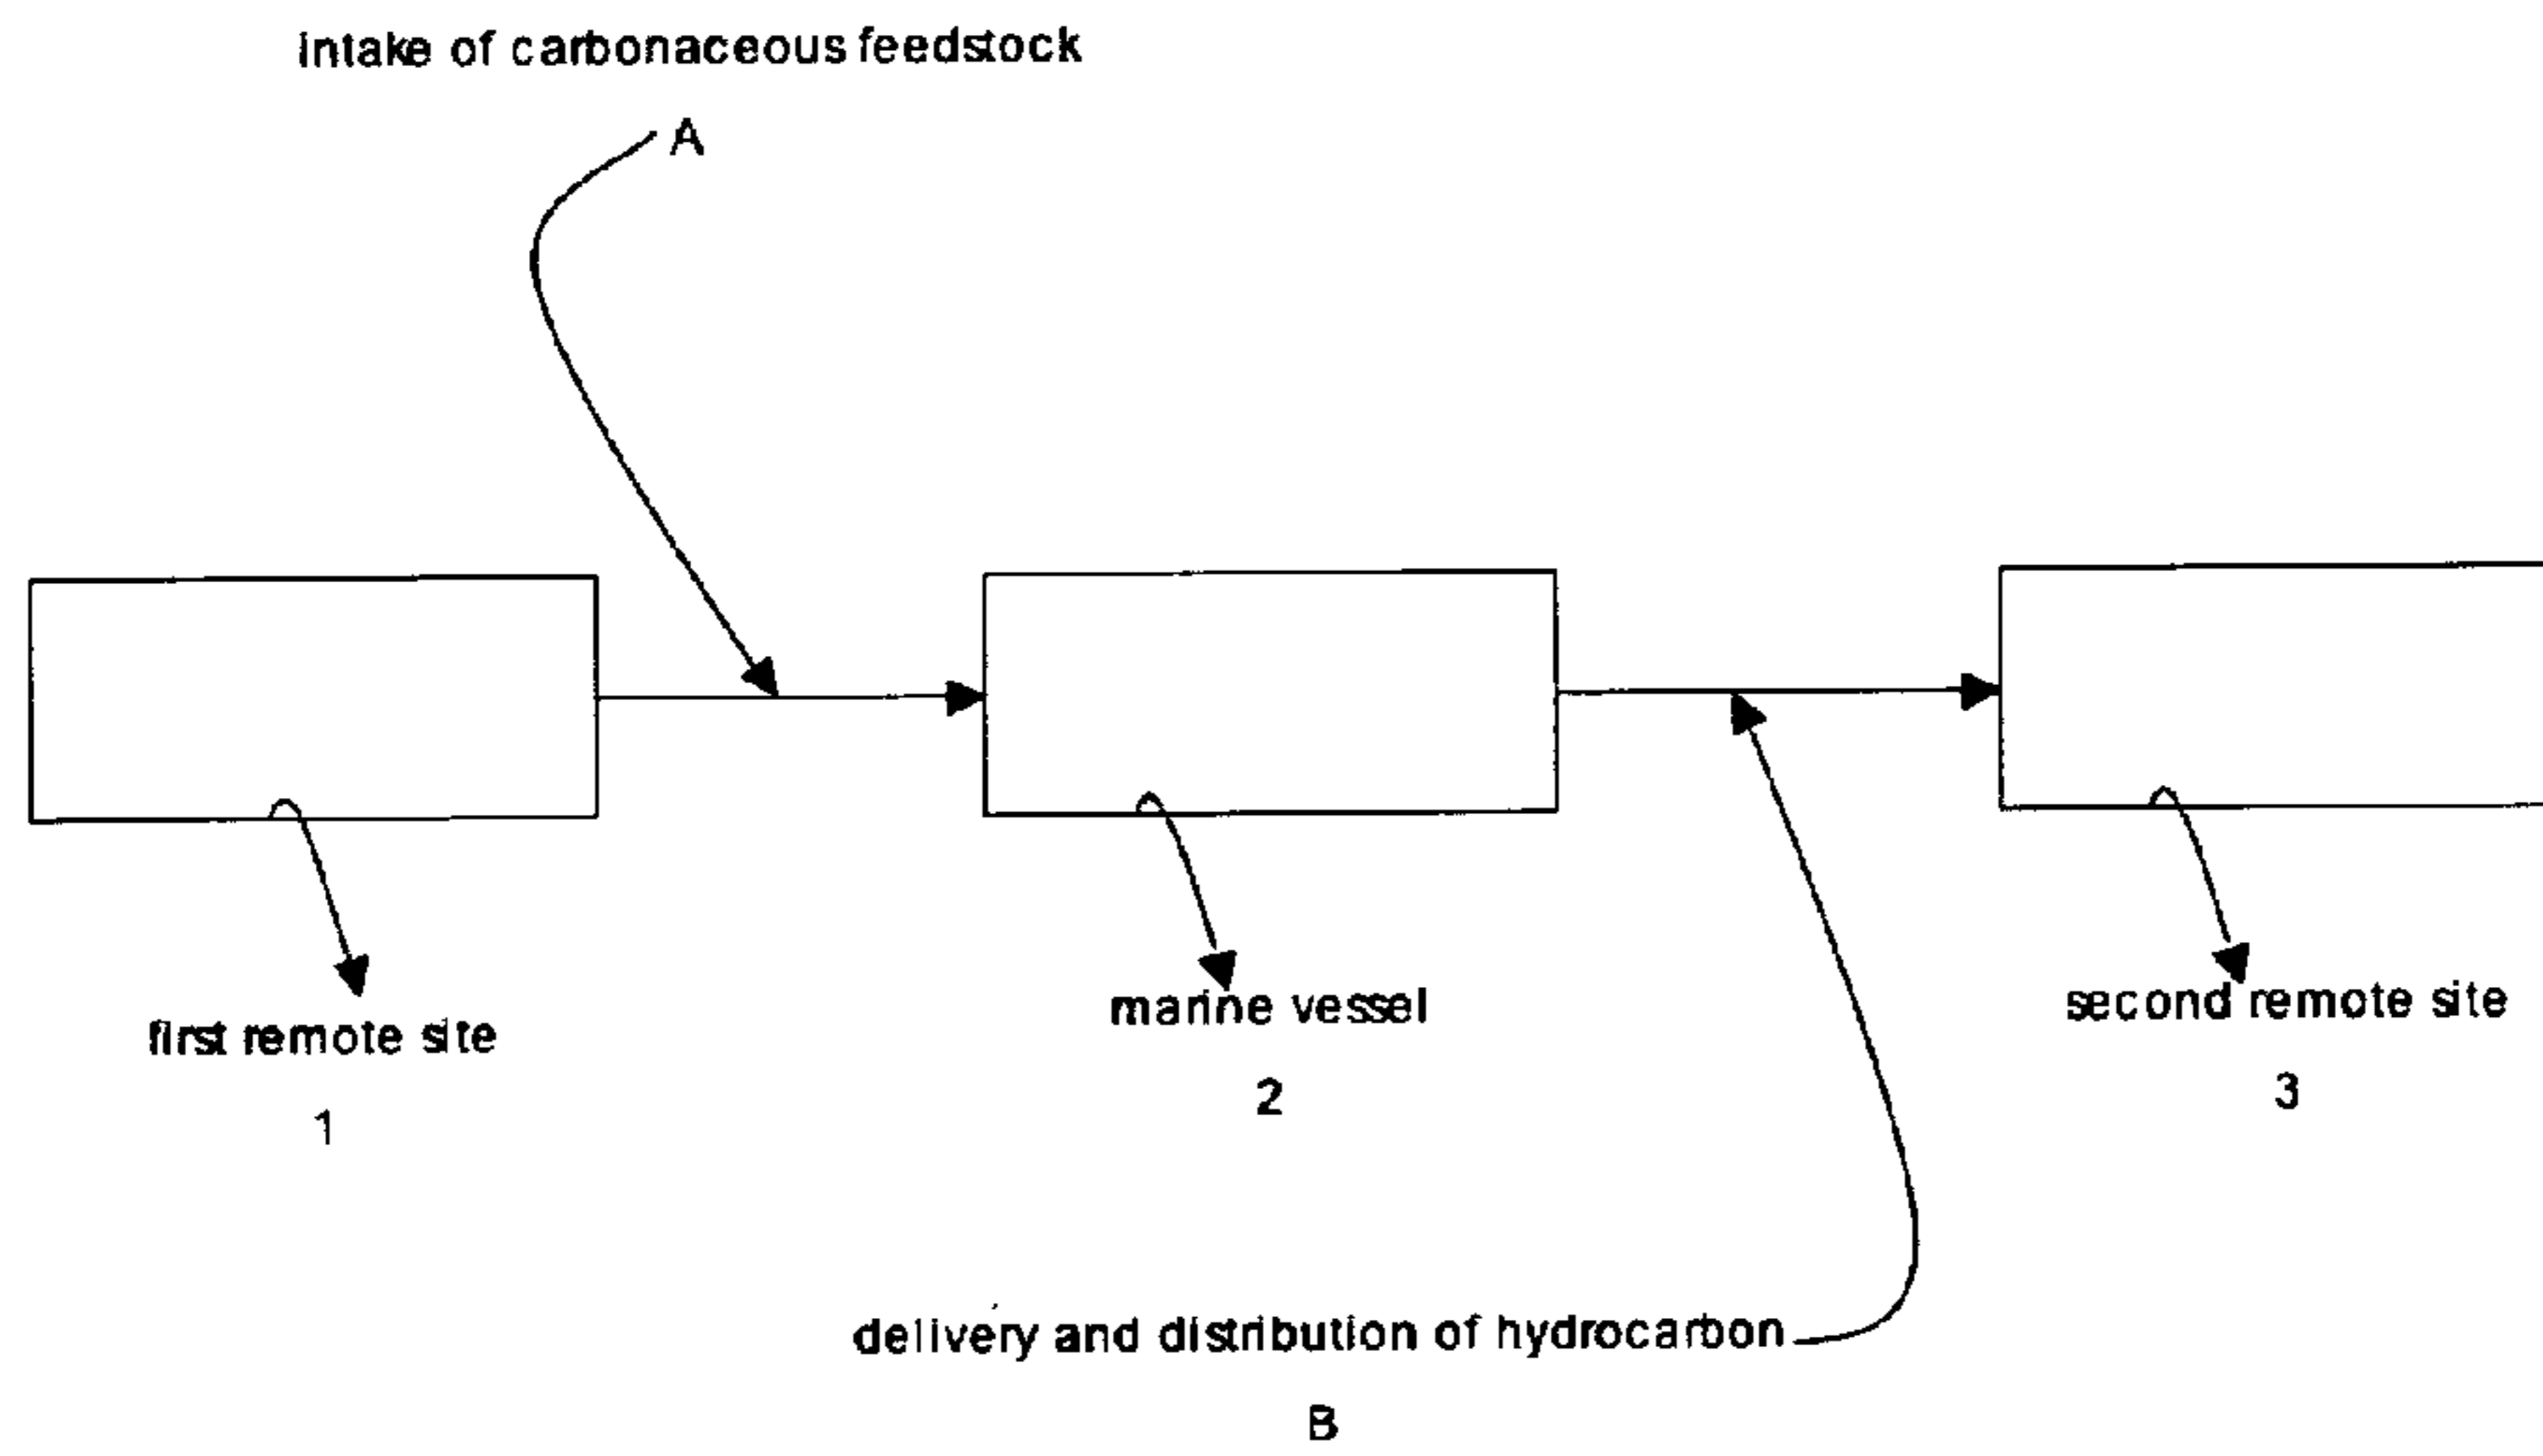 intake of carbonaceous feedstock
A
first remote site
1
marine vessel
2
second remote site
3
delivery and distribution of hydrocarbon
B